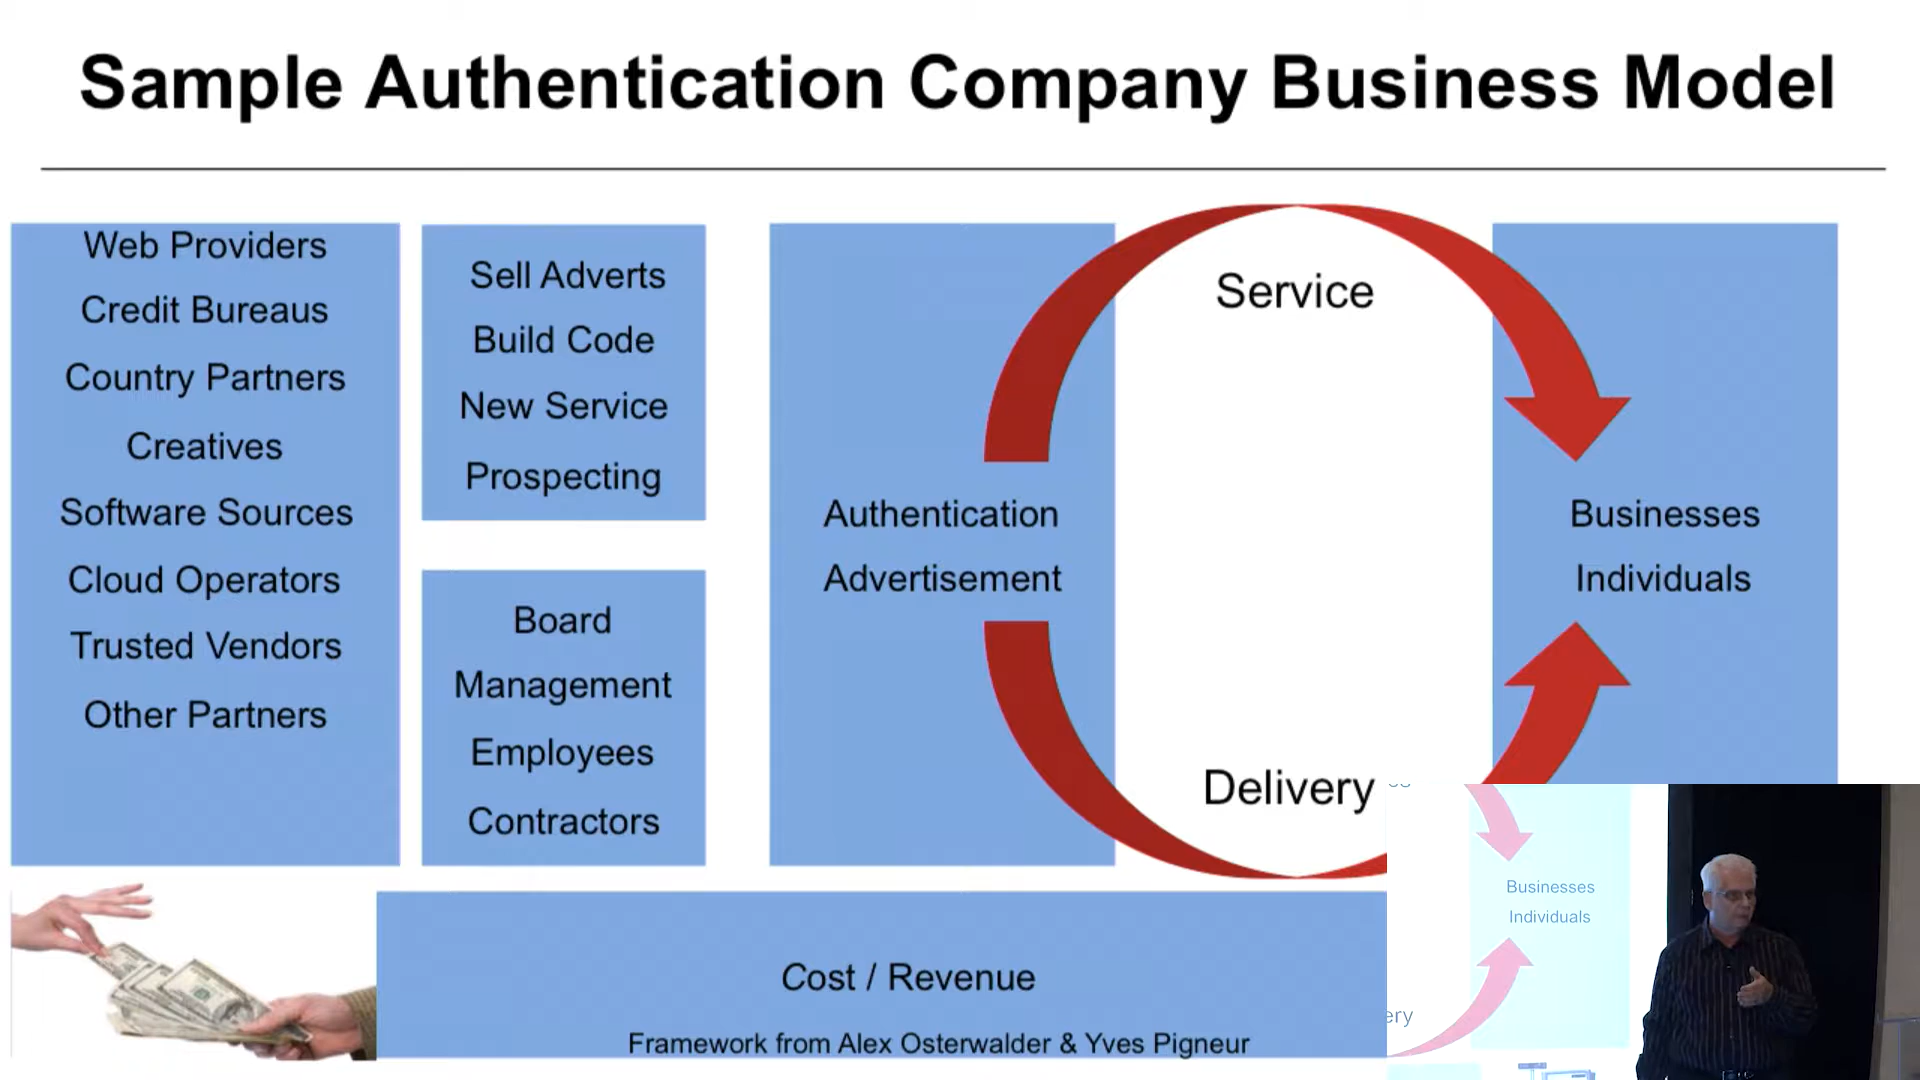 Sample Authentication Company Business Model
Web Providers
Credit Bureaus
Country Partners
Creatives
Software Sources
Cloud Operators
Trusted Vendors
Other Partners
Sell Adverts
Build Code
New Service
Prospecting
Board
Management
Employees
Contractors
Authentication
Advertisement
Service
Delivery
Businesses
Individuals
Cost / Revenue
Framework from Alex Osterwalder & Yves Pigneur
Businesses
Individuals